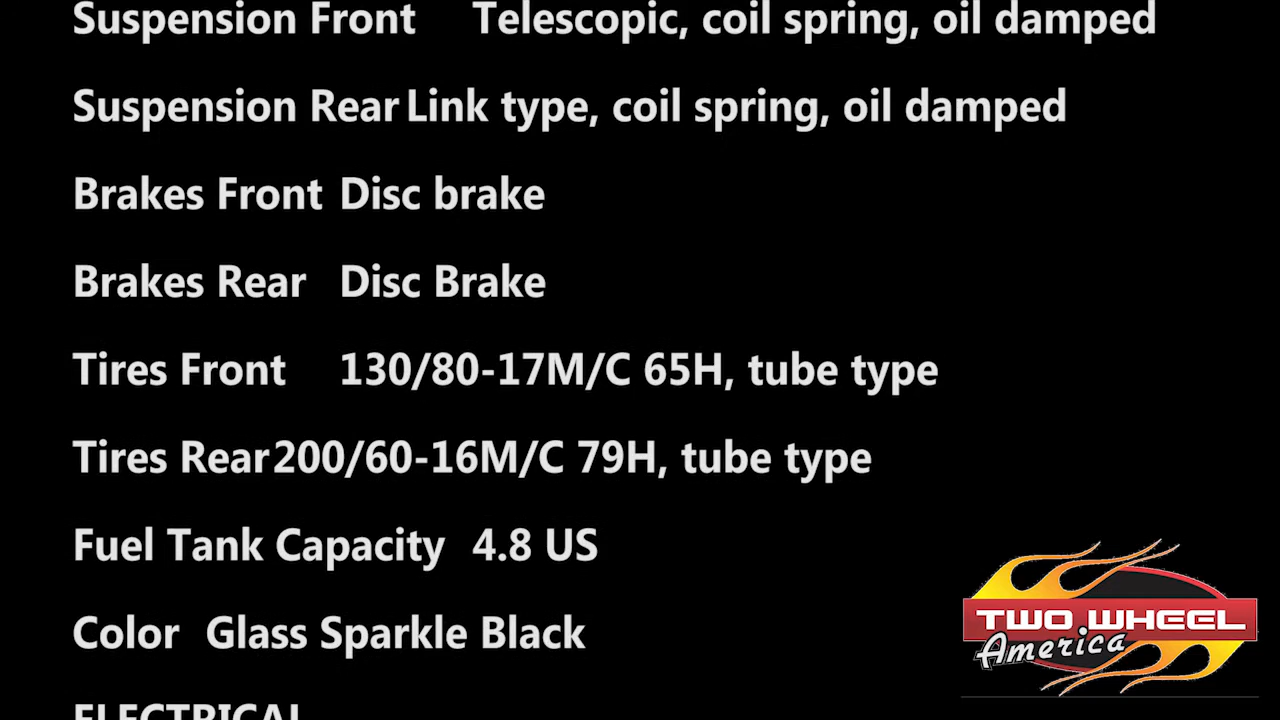 Suspension Front Telescopic, coil spring, oil damped
Suspension Rear Link type, coil spring, oil damped
Brakes Front Disc brake
Brakes Rear Disc Brake
Tires Front 130/80-17M/C 65H, tube type
Tires Rear 200/60-16M/C 79H, tube type
Fuel Tank Capacity 4.8 US
Color Glass Sparkle Black
ELECTRICAL
TWO WHEEL
America